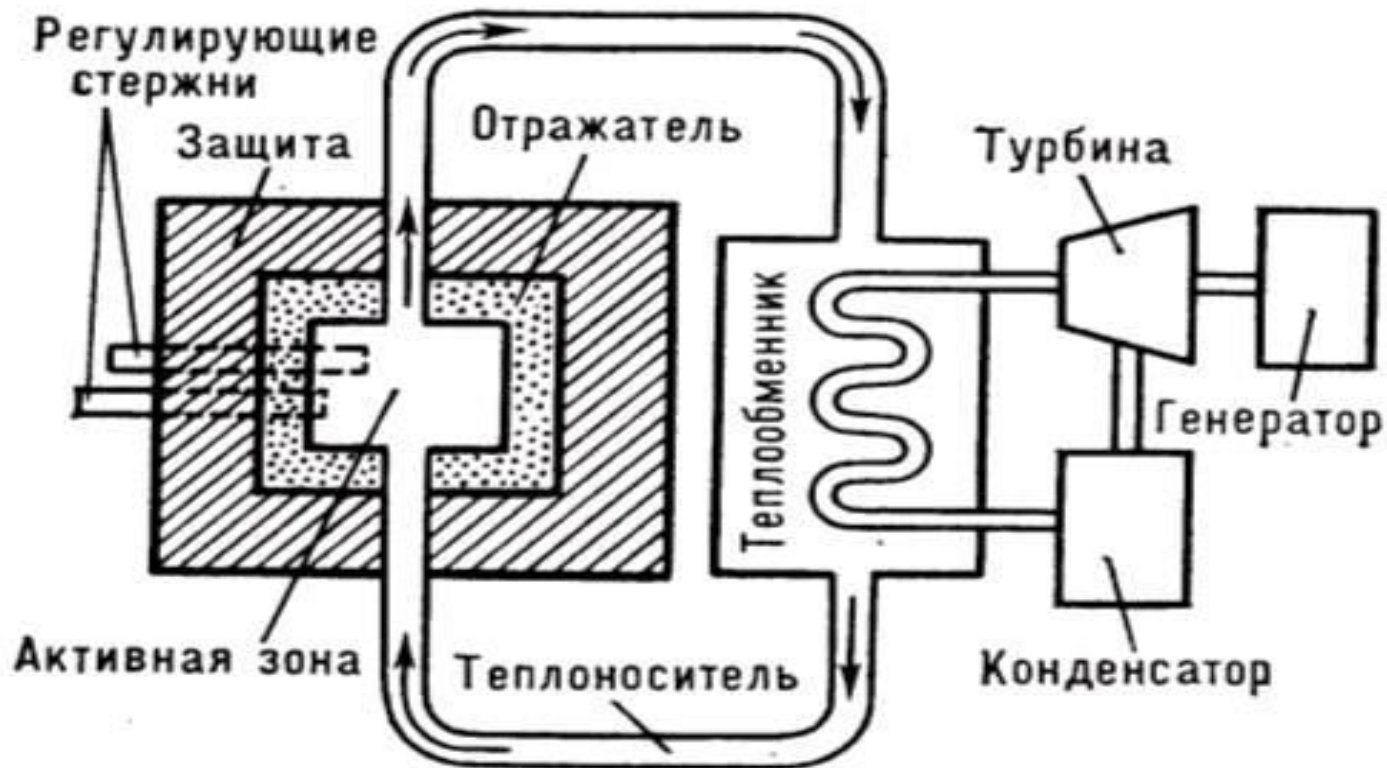 Регулирующие
стержни
Защита
Отражатель
Турбина
Теплообменник
Генератор
Активная зона
Теплоноситель
Конденсатор